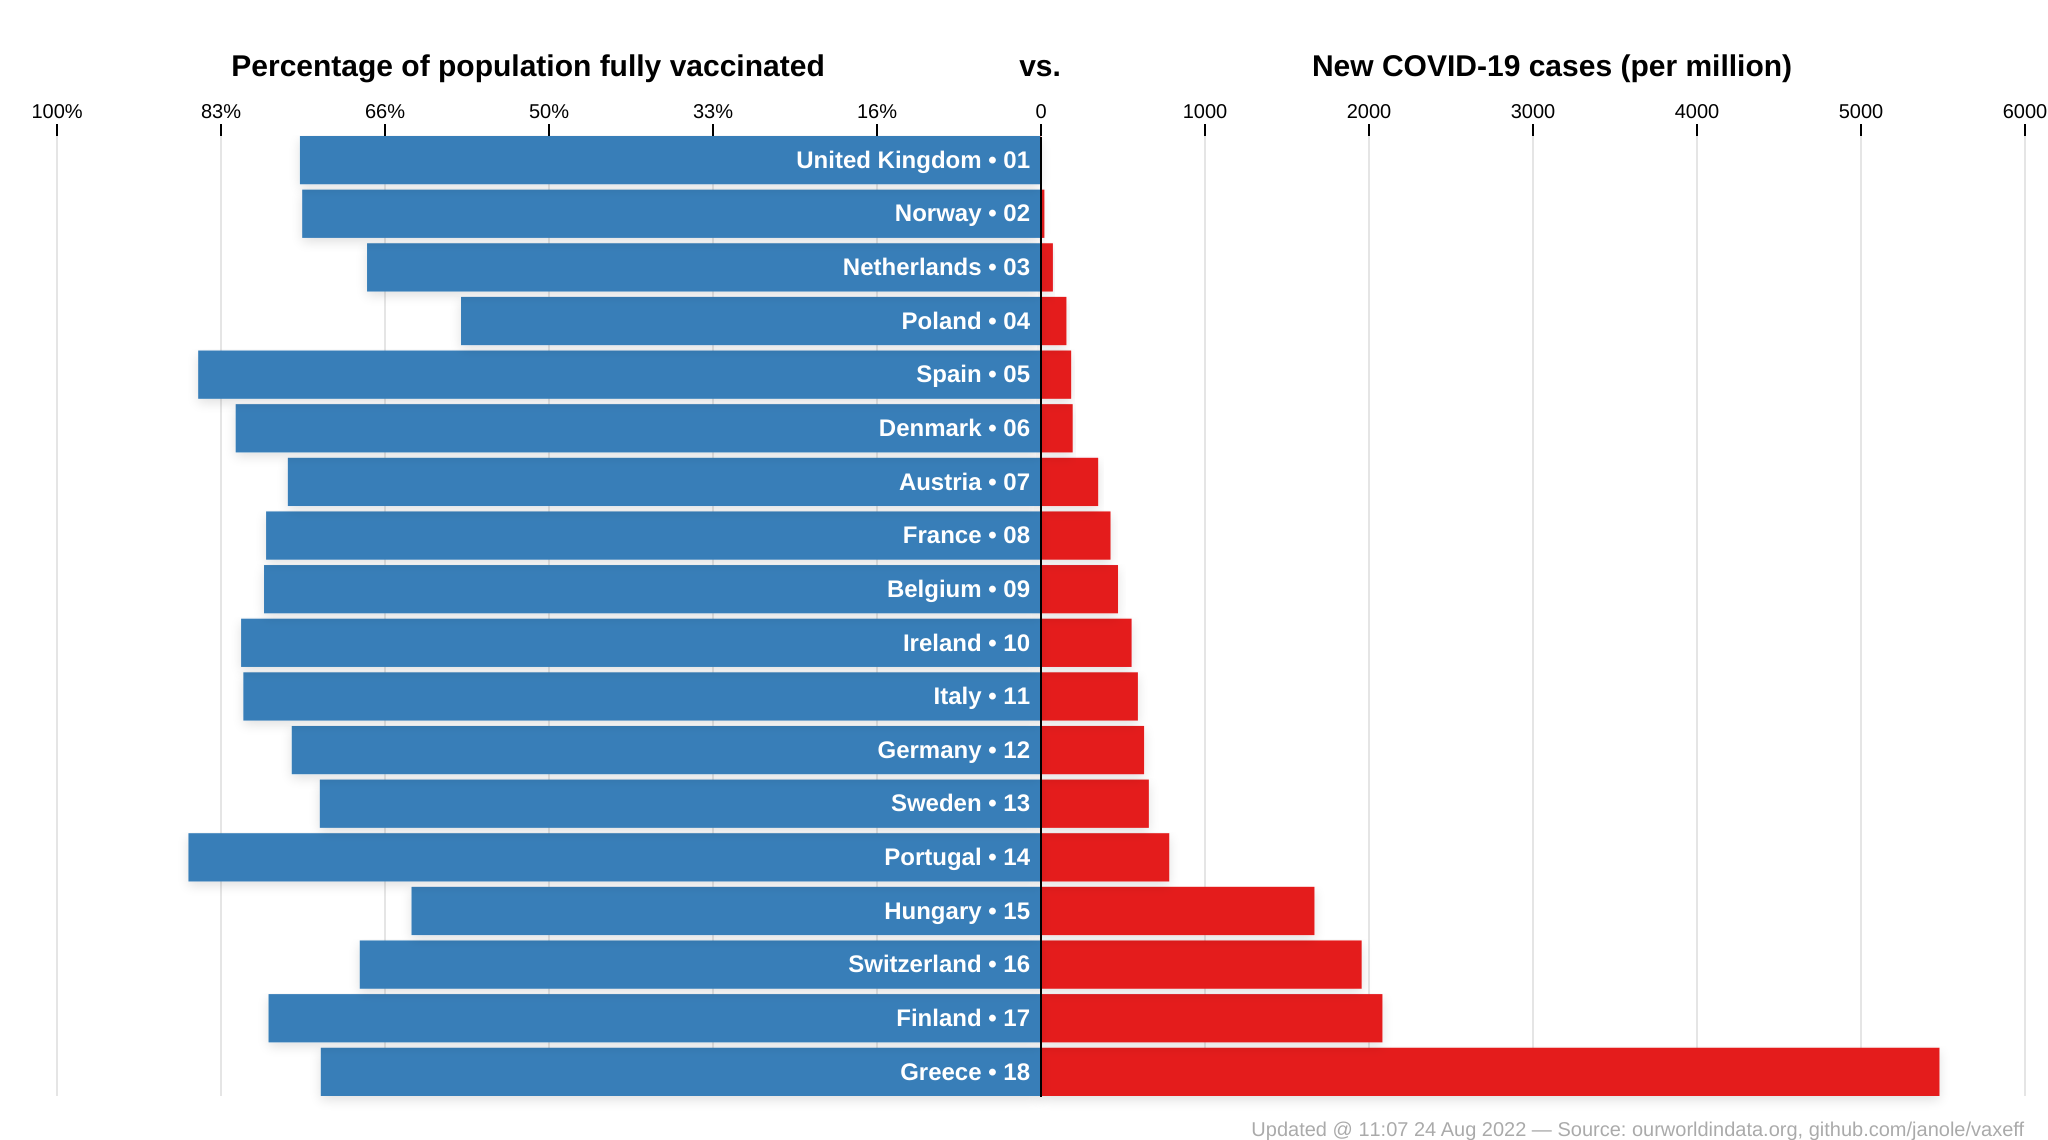 Percentage of population fully vaccinated vs. New COVID-19 cases (per million)
100% 83% 66% 50% 33% 16% 0 1000 2000 3000 4000 5000 6000
United Kingdom • 01
Norway • 02
Netherlands • 03
Poland • 04
Spain • 05
Denmark • 06
Austria • 07
France • 08
Belgium • 09
Ireland • 10
Italy • 11
Germany • 12
Sweden • 13
Portugal • 14
Hungary • 15
Switzerland • 16
Finland • 17
Greece • 18
Updated @ 11:07 24 Aug 2022 — Source: ourworldindata.org, github.com/janole/vaxeff